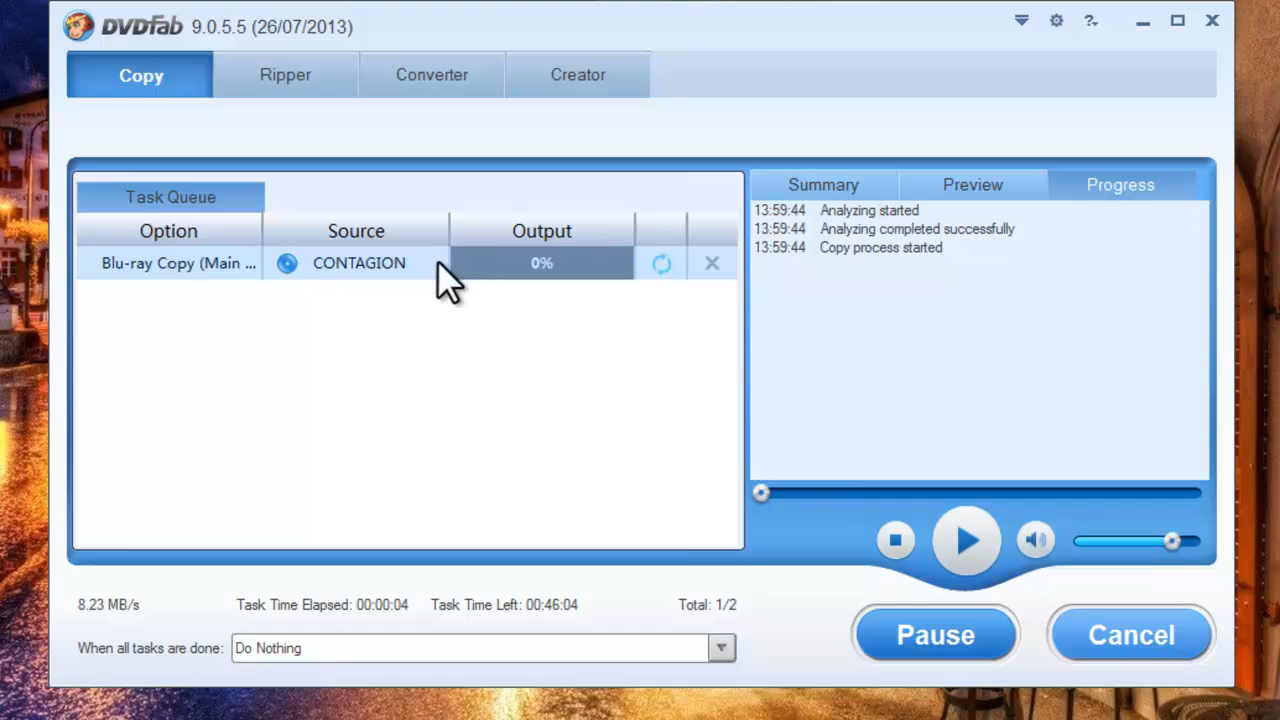 DVDFab 9.0.5.5 (26/07/2013)
Copy Ripper Converter Creator
Task Queue
Option Source Output
Blu-ray Copy (Main ... CONTAGION 0%
Summary Preview Progress
13:59:44 Analyzing started
13:59:44 Analyzing completed successfully
13:59:44 Copy process started
8.23 MB/s Task Time Elapsed: 00:00:04 Task Time Left: 00:46:04 Total: 1/2
When all tasks are done: Do Nothing
Pause Cancel